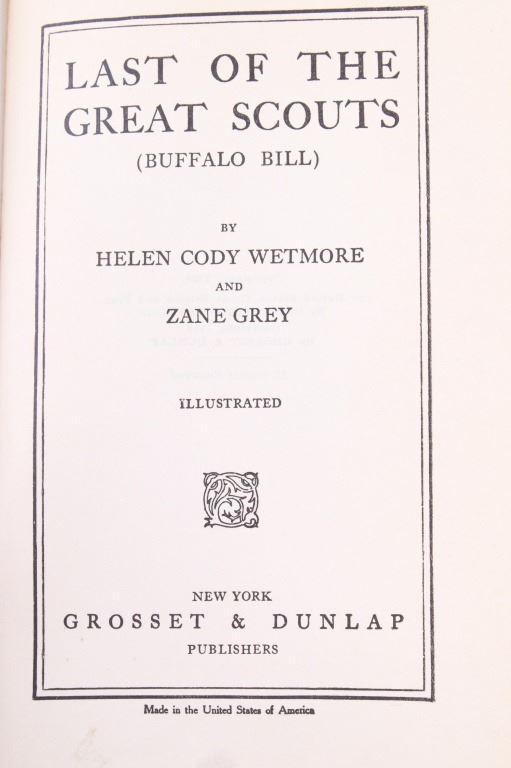 LAST OF THE
GREAT SCOUTS
(BUFFALO BILL)
BY
HELEN CODY WETMORE
AND
ZANE GREY
ILLUSTRATED
NEW YORK
GROSSET & DUNLAP
PUBLISHERS
Made in the United States of America